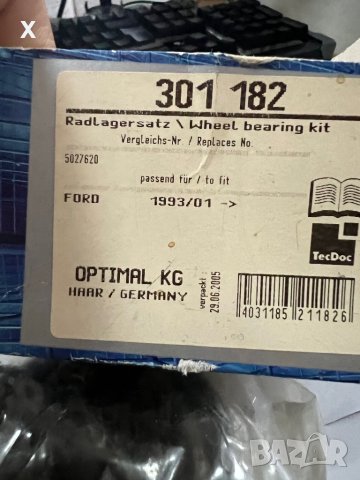 X
301 182
Radlagersatz \ Wheel bearing kit
Vergleichs-Nr. / Replaces No.
5027620
passend für / to fit
FORD 1993/01 ->
TecDoc
OPTIMAL KG
HAAR / GERMANY
verpackt:
29.06.2005
4031185 211826
bazar